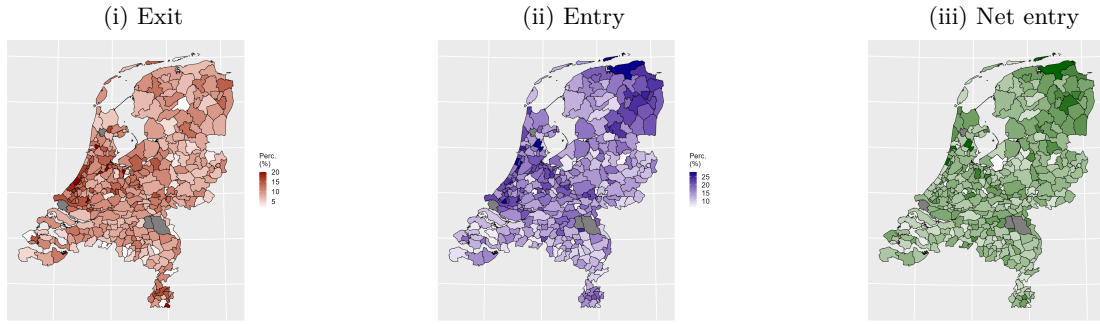 (i) Exit
(ii) Entry
(iii) Net entry
Perc.
(%)
20
15
10
5
Perc.
(%)
25
20
15
10